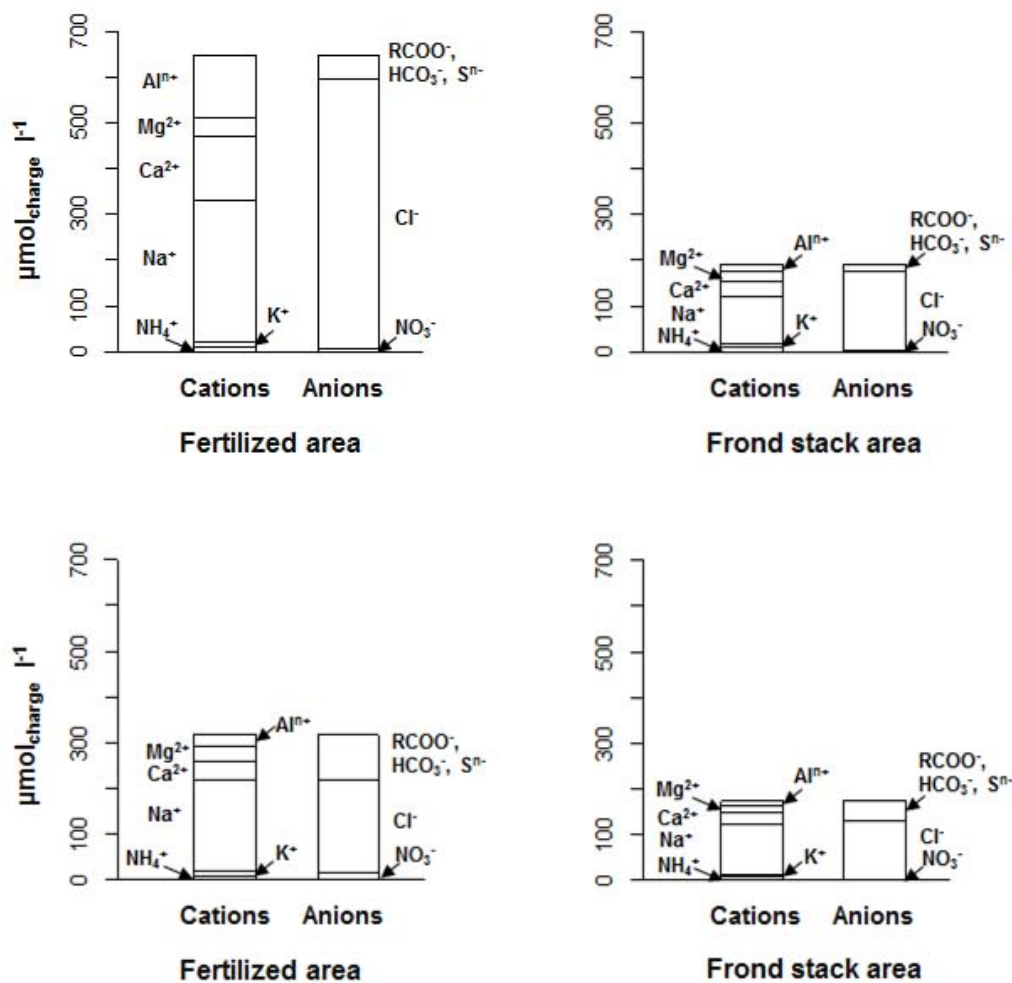 700
500
300
100
0
µmol_charge l⁻¹
Alⁿ⁺
Mg²⁺
Ca²⁺
Na⁺
NH₄⁺
K⁺
RCOO⁻,
HCO₃⁻, Sⁿ⁻
Cl⁻
NO₃⁻
Cations Anions
Fertilized area
700
500
300
100
0
Mg²⁺
Ca²⁺
Na⁺
NH₄⁺
Alⁿ⁺
K⁺
RCOO⁻,
HCO₃⁻, Sⁿ⁻
Cl⁻
NO₃⁻
Cations Anions
Frond stack area
700
500
300
100
0
µmol_charge l⁻¹
Alⁿ⁺
Mg²⁺
Ca²⁺
Na⁺
NH₄⁺
K⁺
RCOO⁻,
HCO₃⁻, Sⁿ⁻
Cl⁻
NO₃⁻
Cations Anions
Fertilized area
700
500
300
100
0
Mg²⁺
Ca²⁺
Na⁺
NH₄⁺
Alⁿ⁺
K⁺
RCOO⁻,
HCO₃⁻, Sⁿ⁻
Cl⁻
NO₃⁻
Cations Anions
Frond stack area